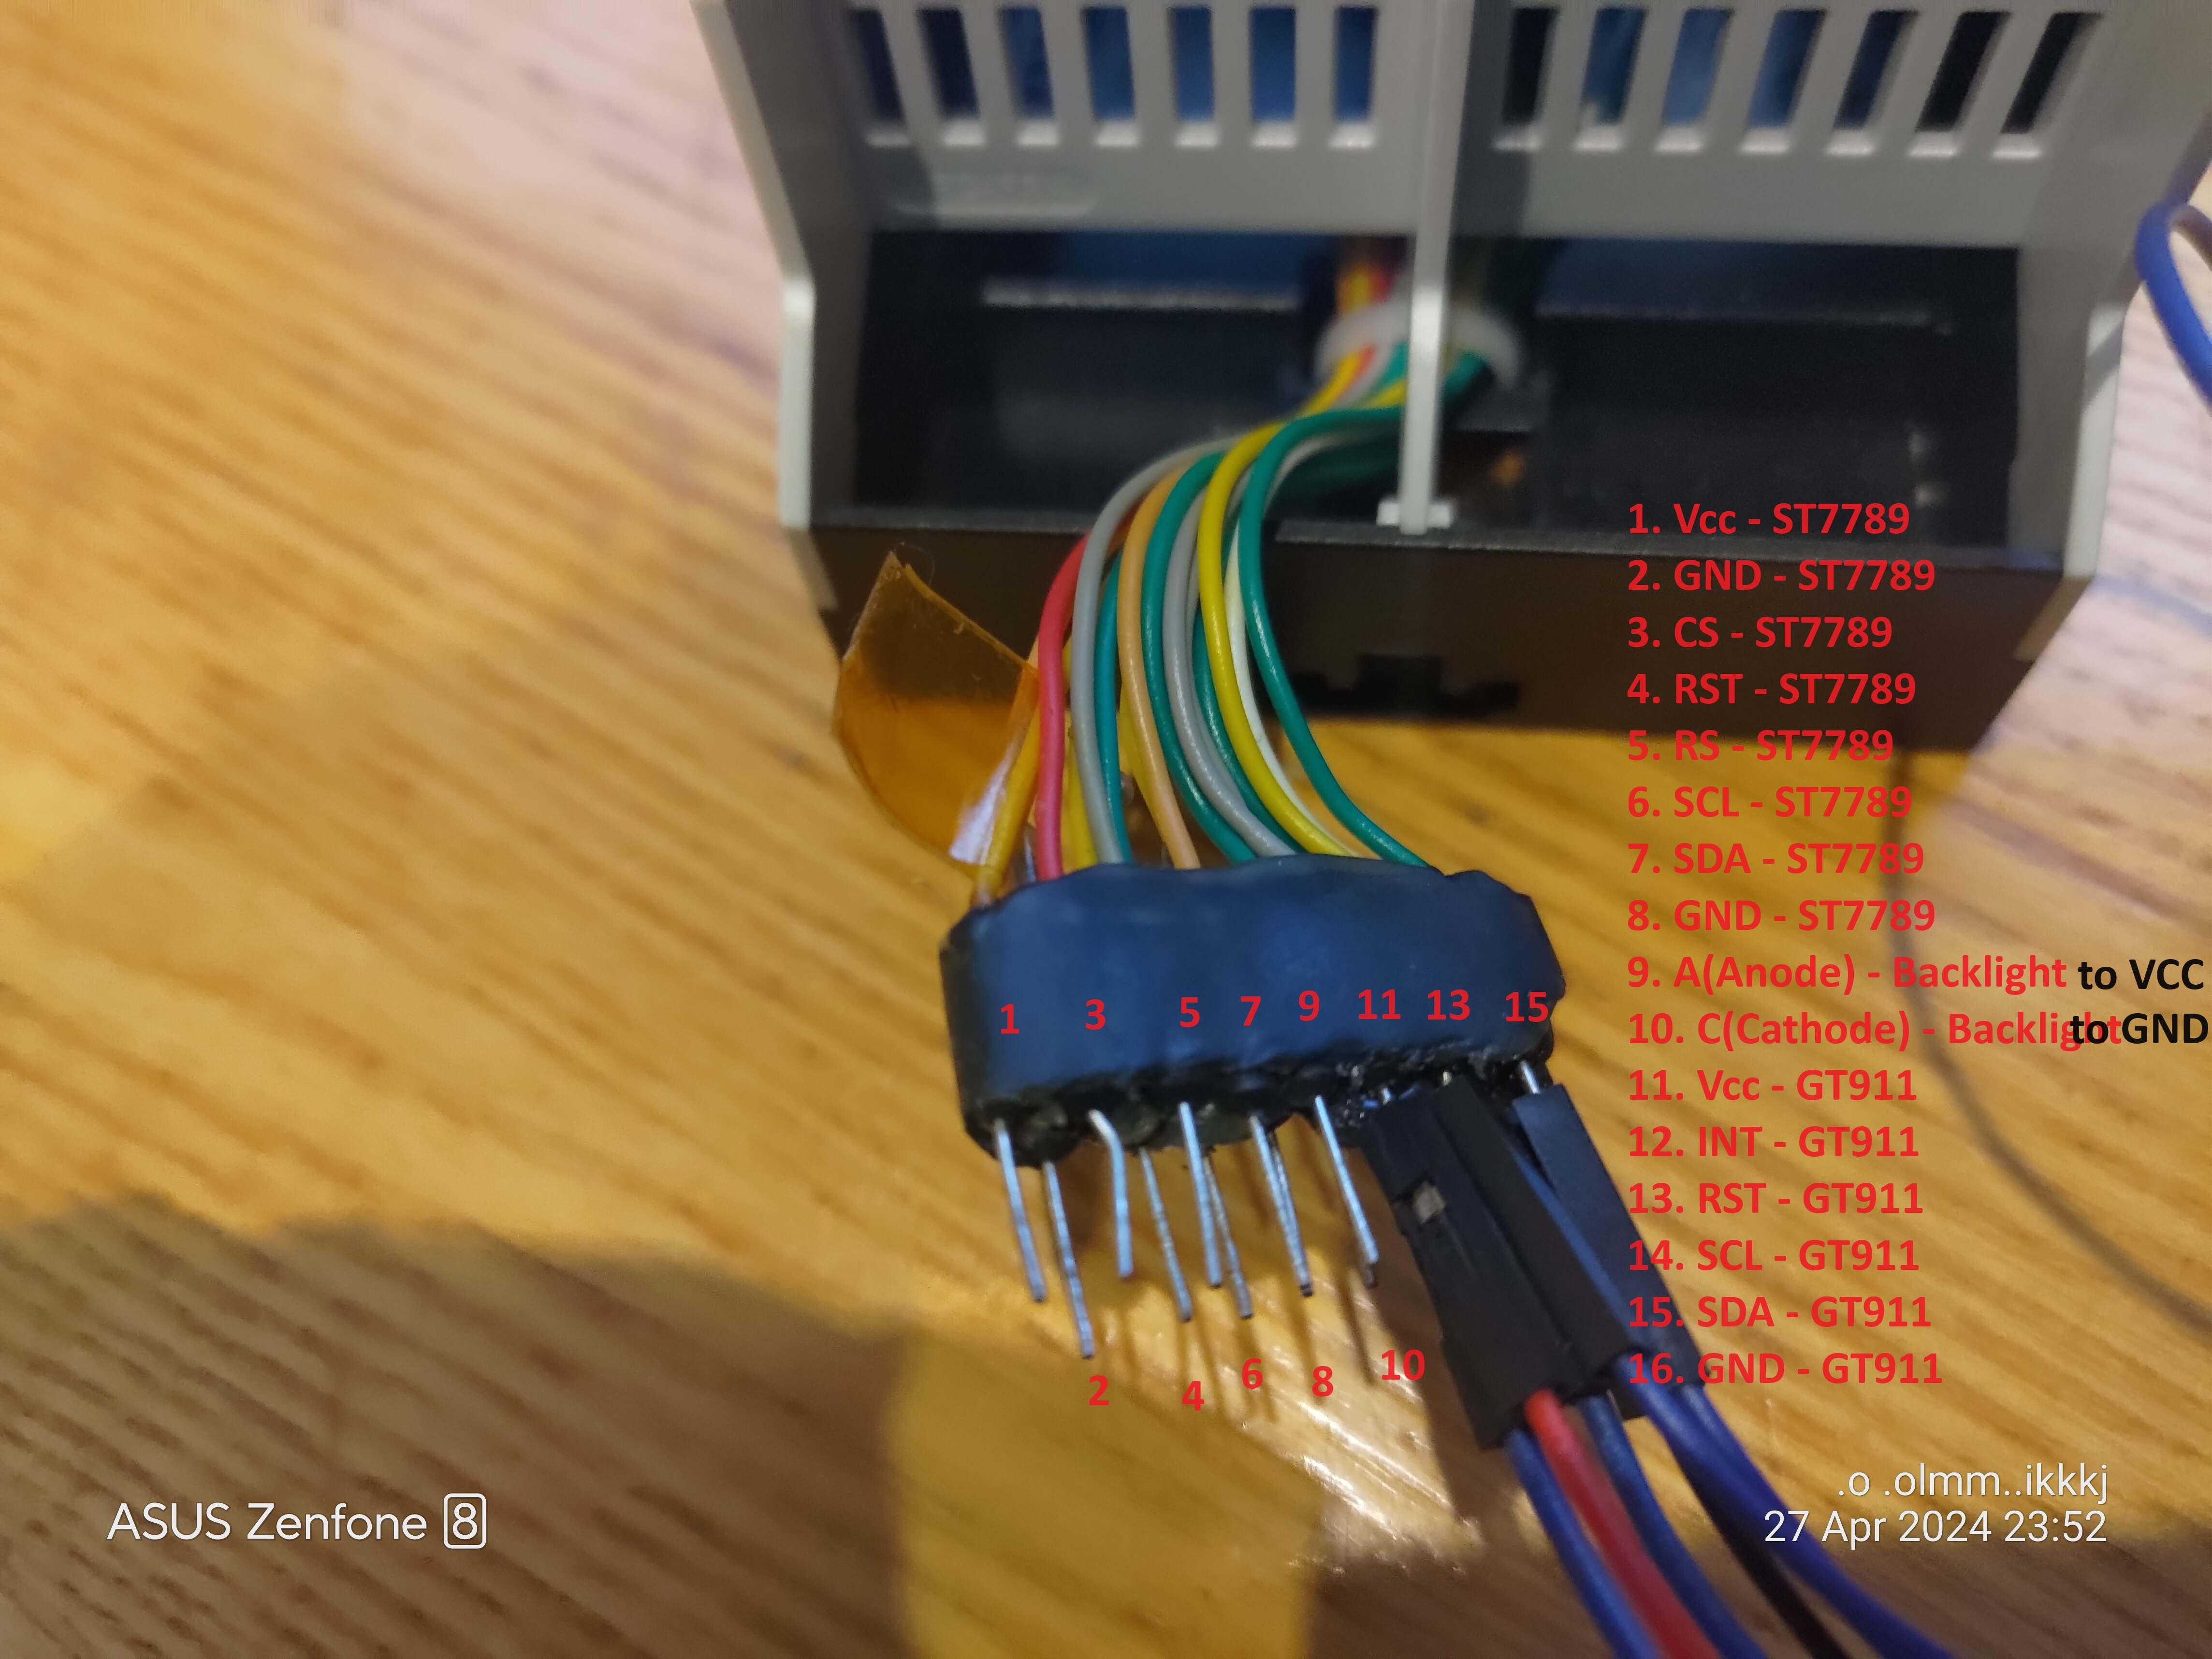 1. Vcc - ST7789
2. GND - ST7789
3. CS - ST7789
4. RST - ST7789
5. RS - ST7789
6. SCL - ST7789
7. SDA - ST7789
8. GND - ST7789
9. A(Anode) - Backlight to VCC
10. C(Cathode) - Backlight to GND
11. Vcc - GT911
12. INT - GT911
13. RST - GT911
14. SCL - GT911
15. SDA - GT911
16. GND - GT911
1 3 5 7 9 11 13 15
2 4 6 8 10
ASUS Zenfone 8
.o .olmm..ikkkj
27 Apr 2024 23:52